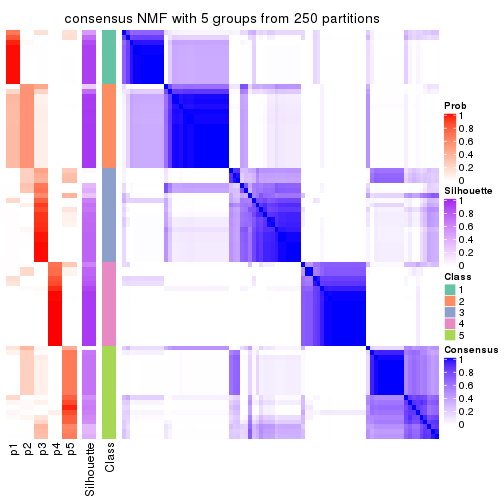 consensus NMF with 5 groups from 250 partitions
Prob
1
0.8
0.6
0.4
0.2
0
Silhouette
1
0.8
0.6
0.4
0.2
0
Class
1
2
3
4
5
Consensus
1
0.8
0.6
0.4
0.2
0
p1
p2
p3
p4
p5
Silhouette
Class